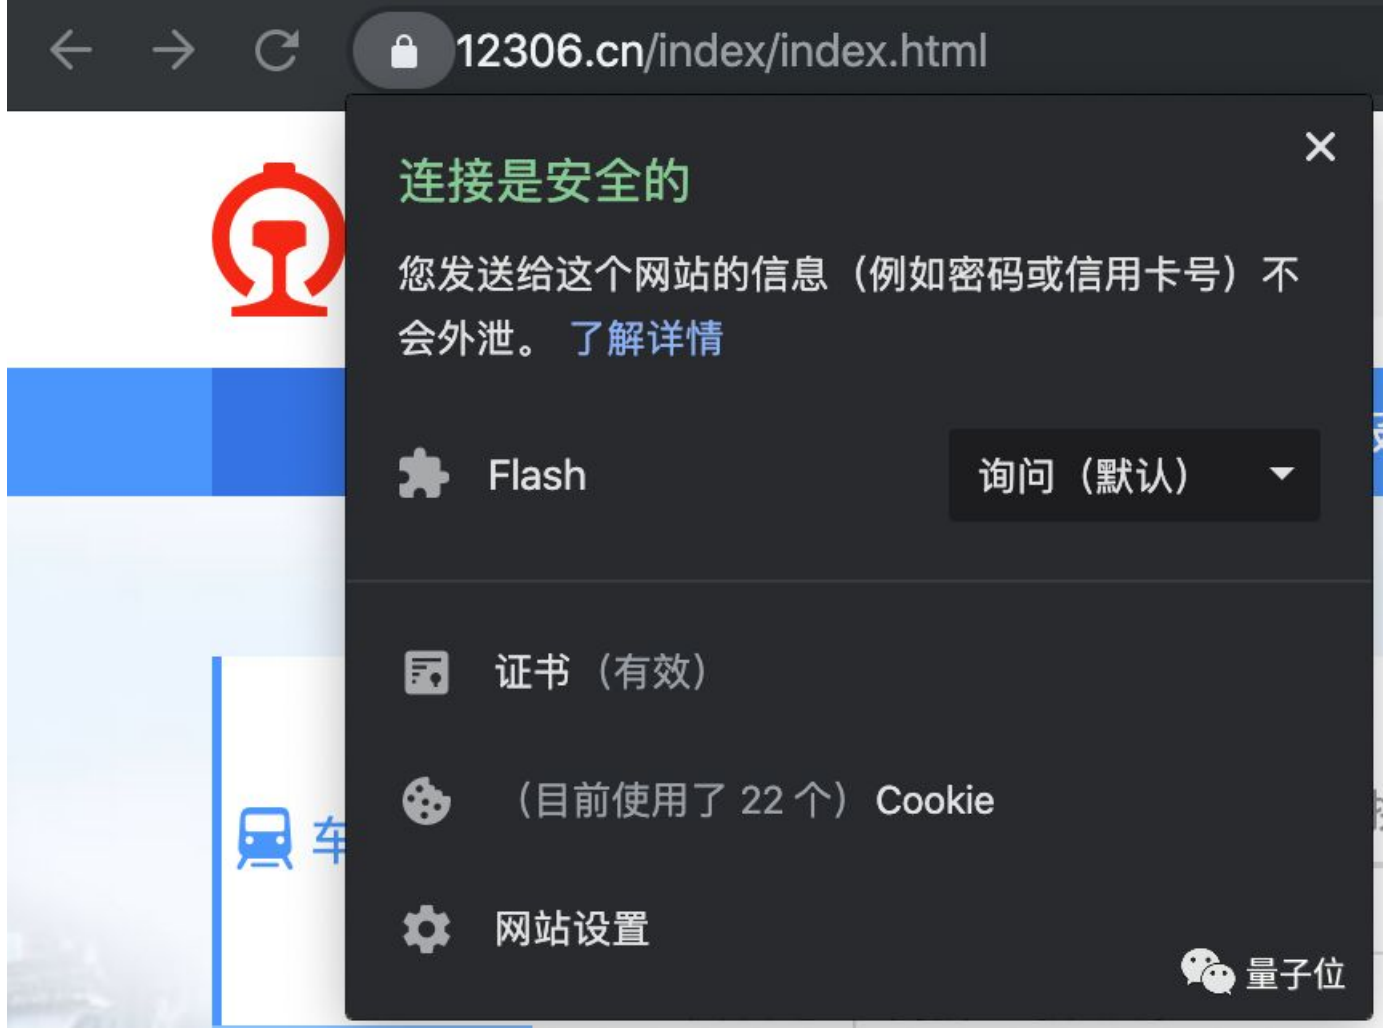 12306.cn/index/index.html
连接是安全的
您发送给这个网站的信息（例如密码或信用卡号）不
会外泄。 了解详情
Flash 询问（默认）
证书（有效）
（目前使用了 22 个）Cookie
车
网站设置
量子位